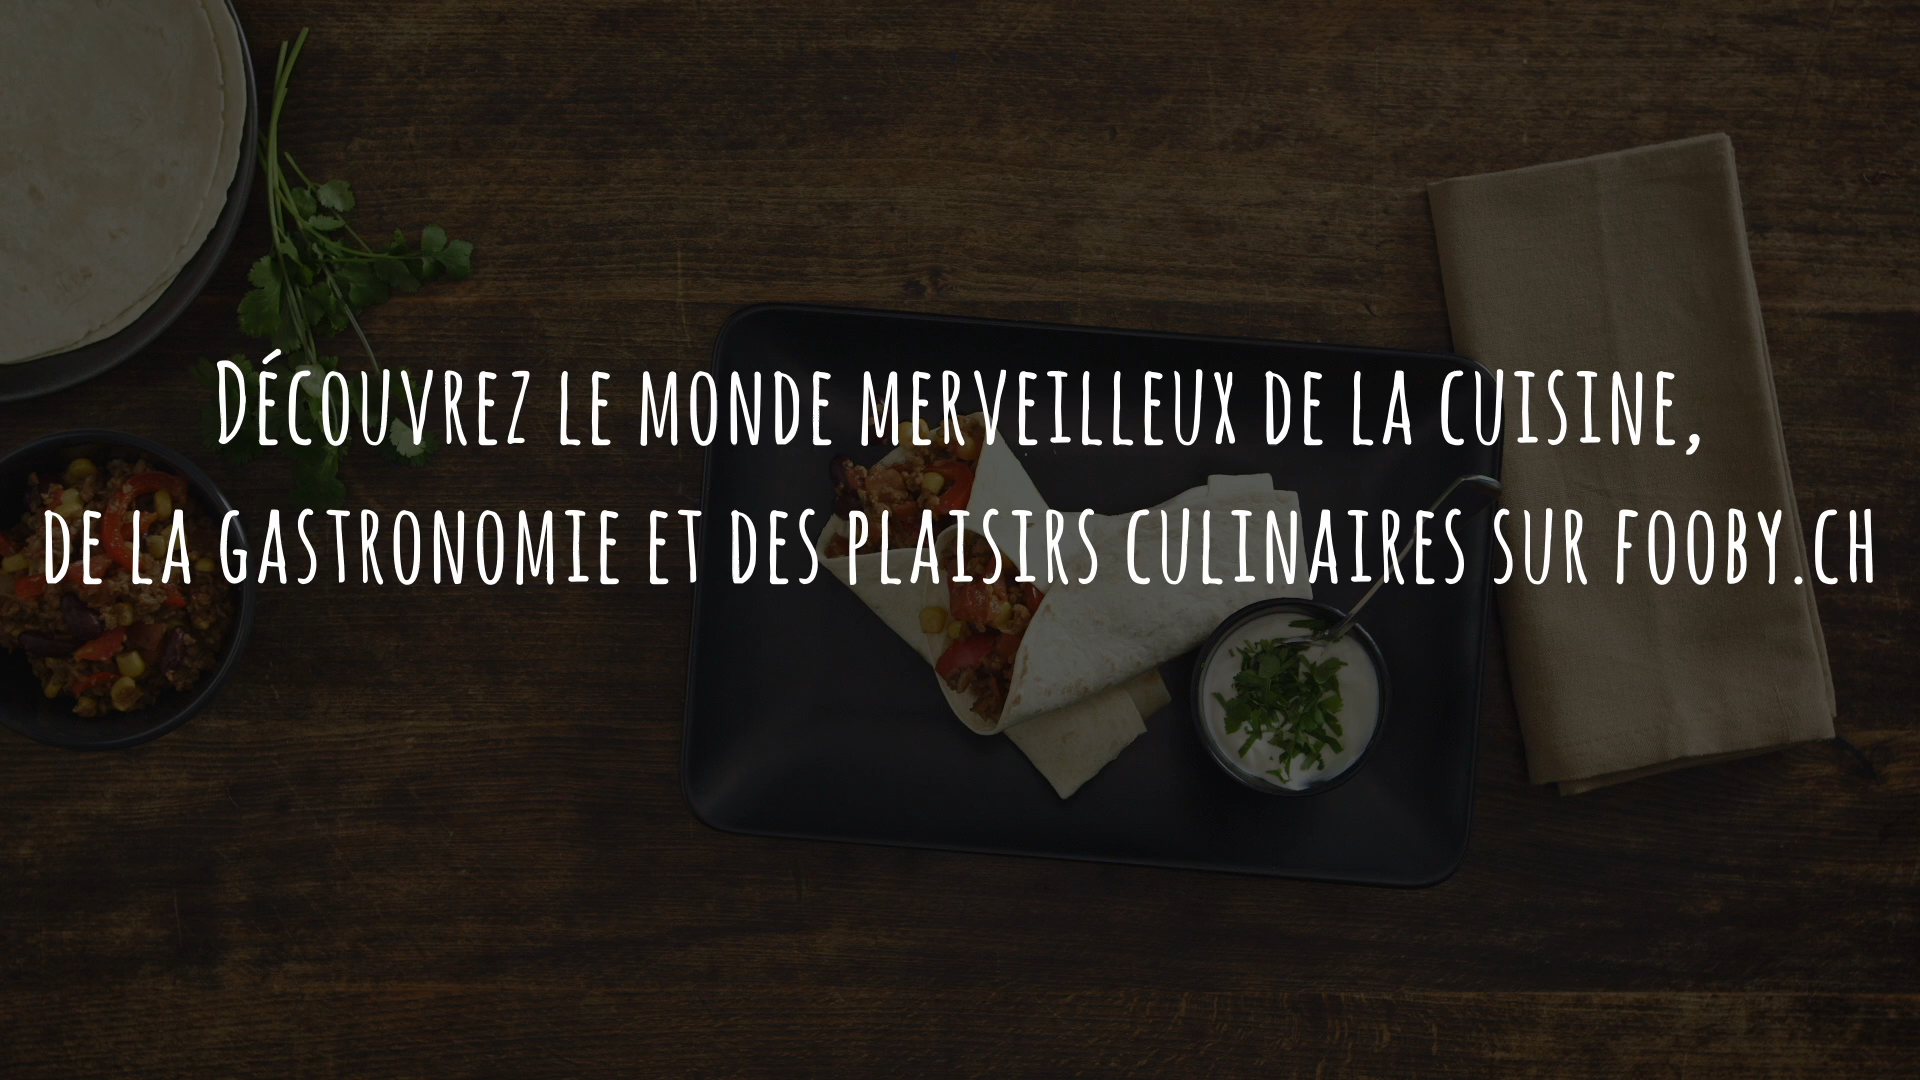 Découvrez le monde merveilleux de la cuisine,
de la gastronomie et des plaisirs culinaires sur fooby.ch